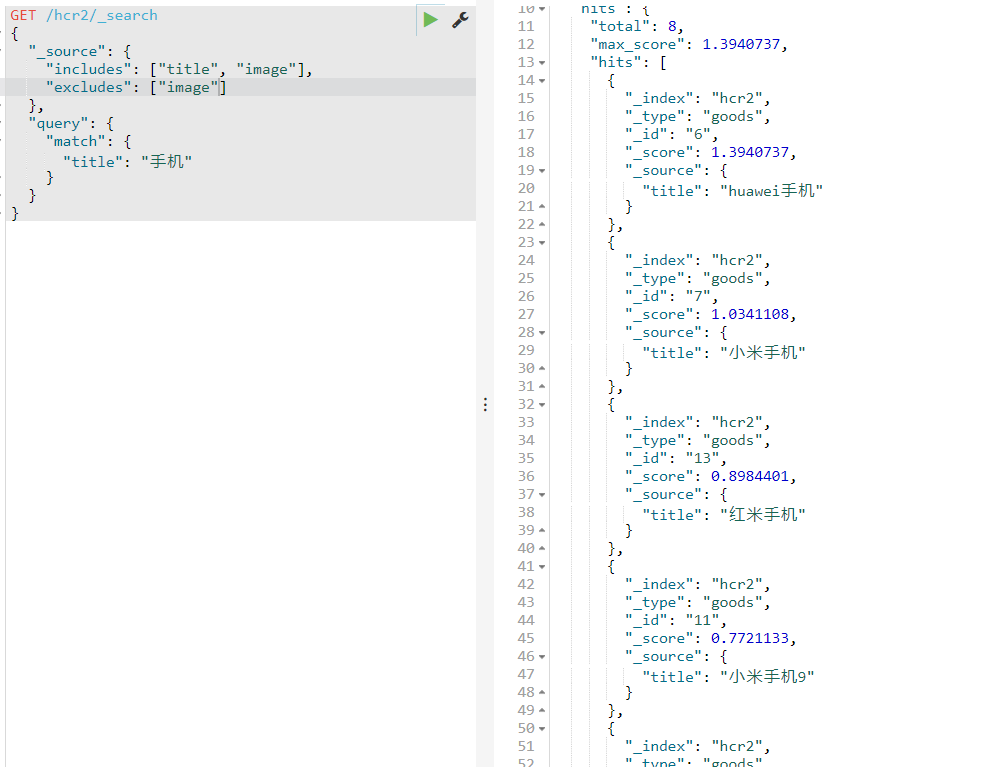 GET /hcr2/_search
{
"_source": {
"includes": ["title", "image"],
"excludes": ["image"]
},
"query": {
"match": {
"title": "手机"
}
}
}
10 hits": {
11 "total": 8,
12 "max_score": 1.3940737,
13 "hits": [
14 {
15 "_index": "hcr2",
16 "_type": "goods",
17 "_id": "6",
18 "_score": 1.3940737,
19 "_source": {
20 "title": "huawei手机"
21 }
22 },
23 {
24 "_index": "hcr2",
25 "_type": "goods",
26 "_id": "7",
27 "_score": 1.0341108,
28 "_source": {
29 "title": "小米手机"
30 }
31 },
32 {
33 "_index": "hcr2",
34 "_type": "goods",
35 "_id": "13",
36 "_score": 0.8984401,
37 "_source": {
38 "title": "红米手机"
39 }
40 },
41 {
42 "_index": "hcr2",
43 "_type": "goods",
44 "_id": "11",
45 "_score": 0.7721133,
46 "_source": {
47 "title": "小米手机9"
48 }
49 },
50 {
51 "_index": "hcr2",
52 "_type": "goods"